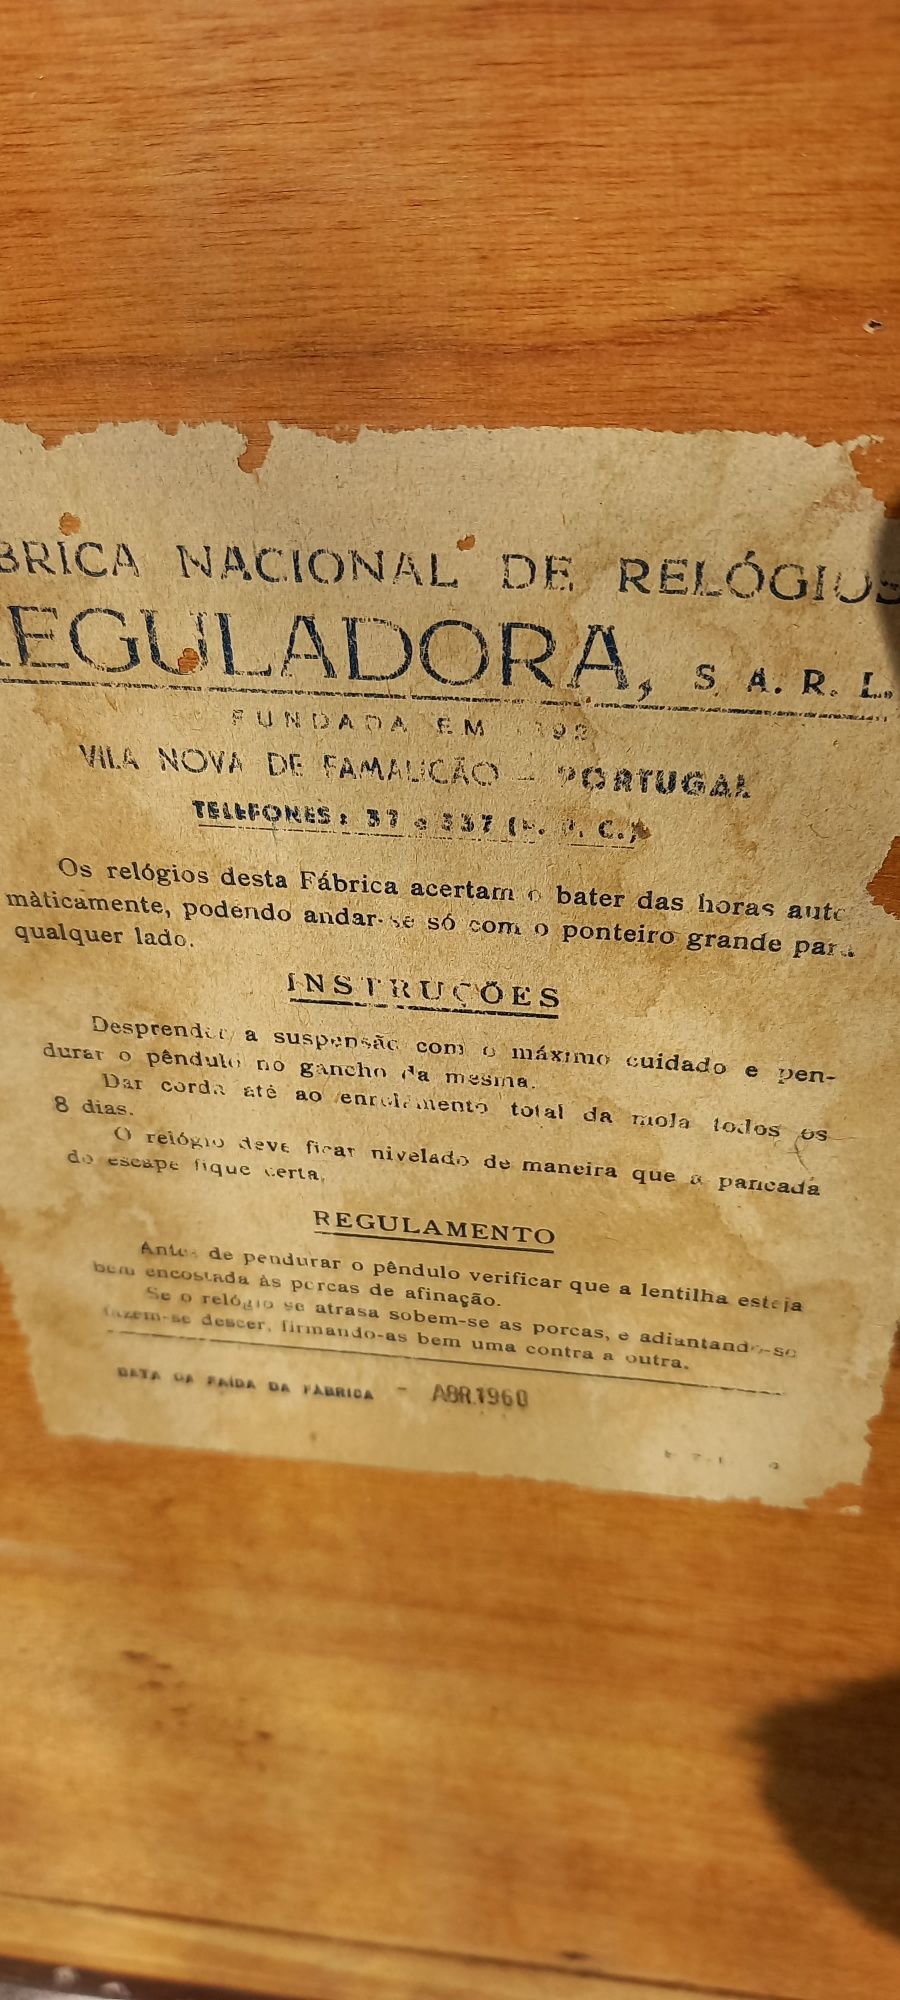 BRICA NACIONAL DE RELÓGIOS
REGULADORA, S A. R. L.
FUNDADA EM
VILA NOVA DE FAMALICÃO — PORTUGAL
TELEFONES: 37 e 337 (P. P. C.)
Os relógios desta Fábrica acertam o bater das horas auto
màticamente, podendo andar-se só com o ponteiro grande para
qualquer lado.
INSTRUÇÕES
Desprender a suspensão com o máximo cuidado e pen-
durar o pêndulo no gancho da mesma.
Dar corda até ao enrolamento total da mola todos os
8 dias.
O relógio deve ficar nivelado de maneira que a pancada
do escape fique certa.
REGULAMENTO
Antes de pendurar o pêndulo verificar que a lentilha esteja
bem encostada às porcas de afinação.
Se o relógio se atrasa sobem-se as porcas, e adiantando-se
fazem-se descer, firmando-as bem uma contra a outra.
DATA DA SAÍDA DA FÁBRICA - ABR.1960